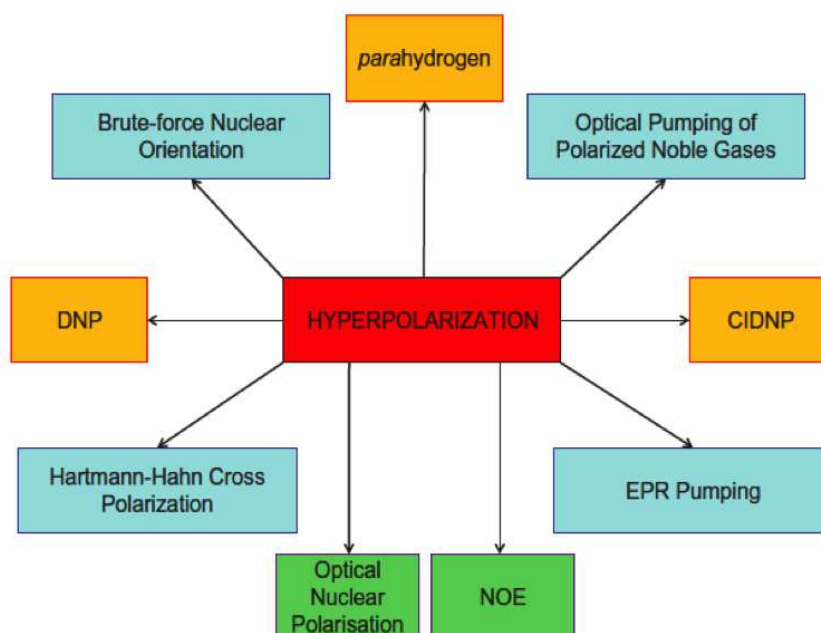 parahydrogen
Brute-force Nuclear
Orientation
Optical Pumping of
Polarized Noble Gases
DNP
HYPERPOLARIZATION
CIDNP
Hartmann-Hahn Cross
Polarization
EPR Pumping
Optical
Nuclear
Polarisation
NOE